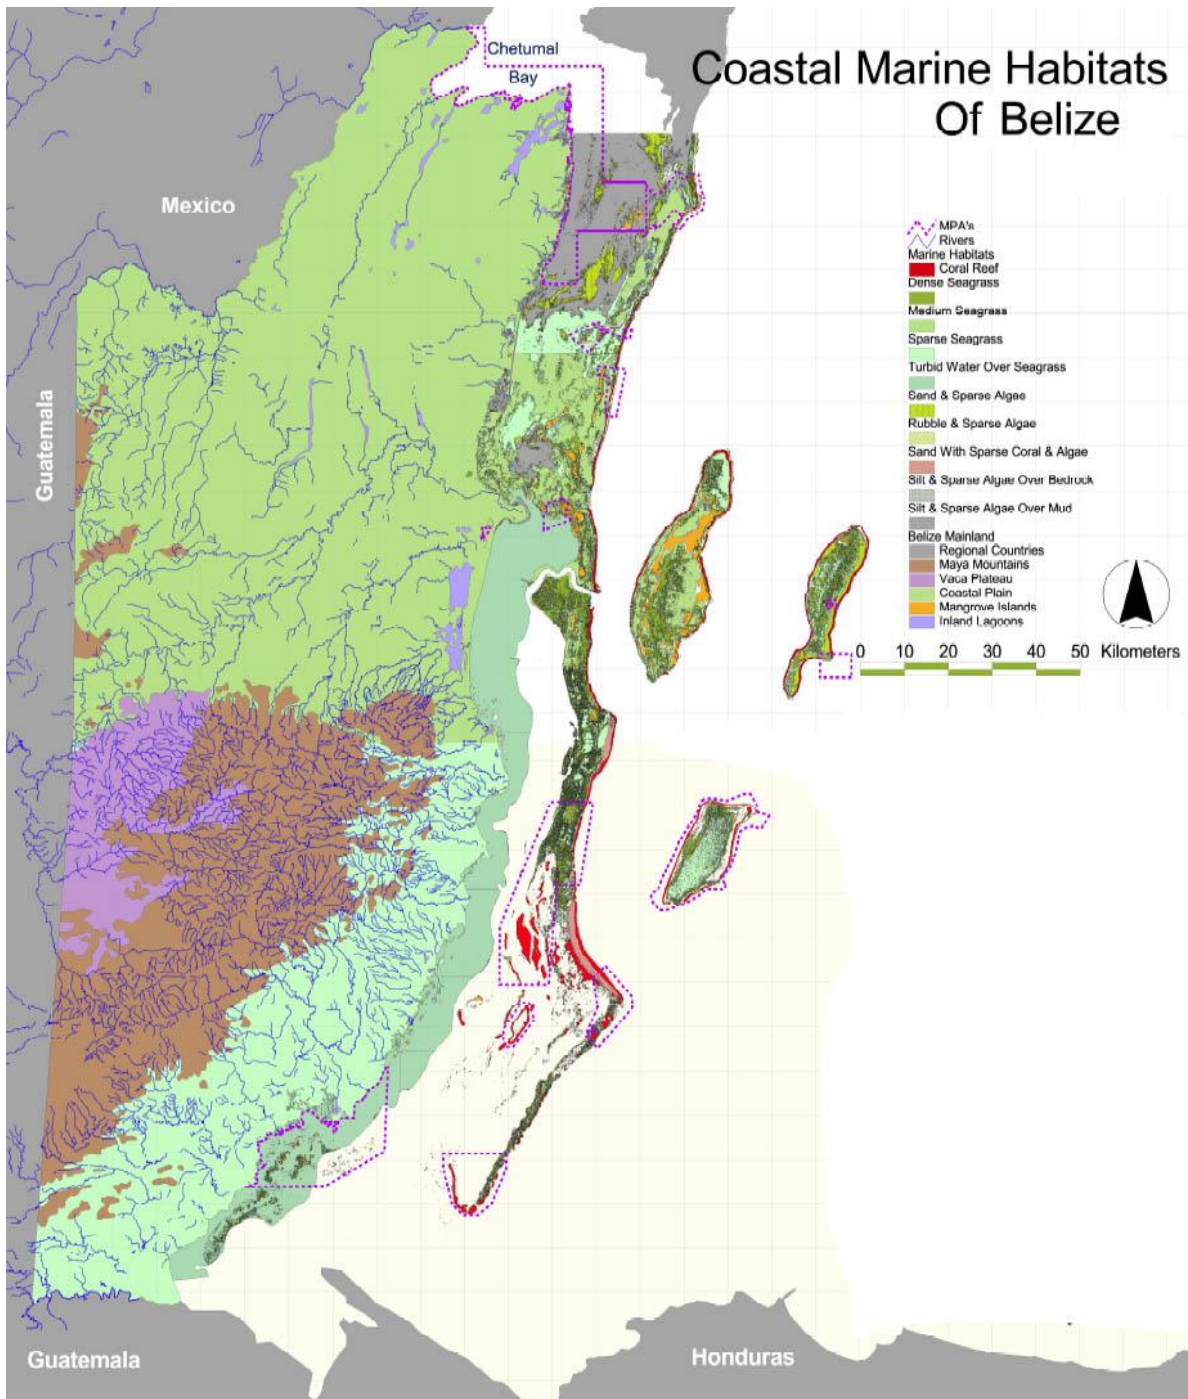 Coastal Marine Habitats
Of Belize
Chetumal
Bay
Mexico
Guatemala
MPA's
Rivers
Marine Habitats
Coral Reef
Dense Seagrass
Medium Seagrass
Sparse Seagrass
Turbid Water Over Seagrass
Sand & Sparse Algae
Rubble & Sparse Algae
Sand With Sparse Coral & Algae
Silt & Sparse Algae Over Bedrock
Silt & Sparse Algae Over Mud
Belize Mainland
Regional Countries
Maya Mountains
Vaca Plateau
Coastal Plain
Mangrove Islands
Inland Lagoons
0 10 20 30 40 50 Kilometers
Guatemala
Honduras